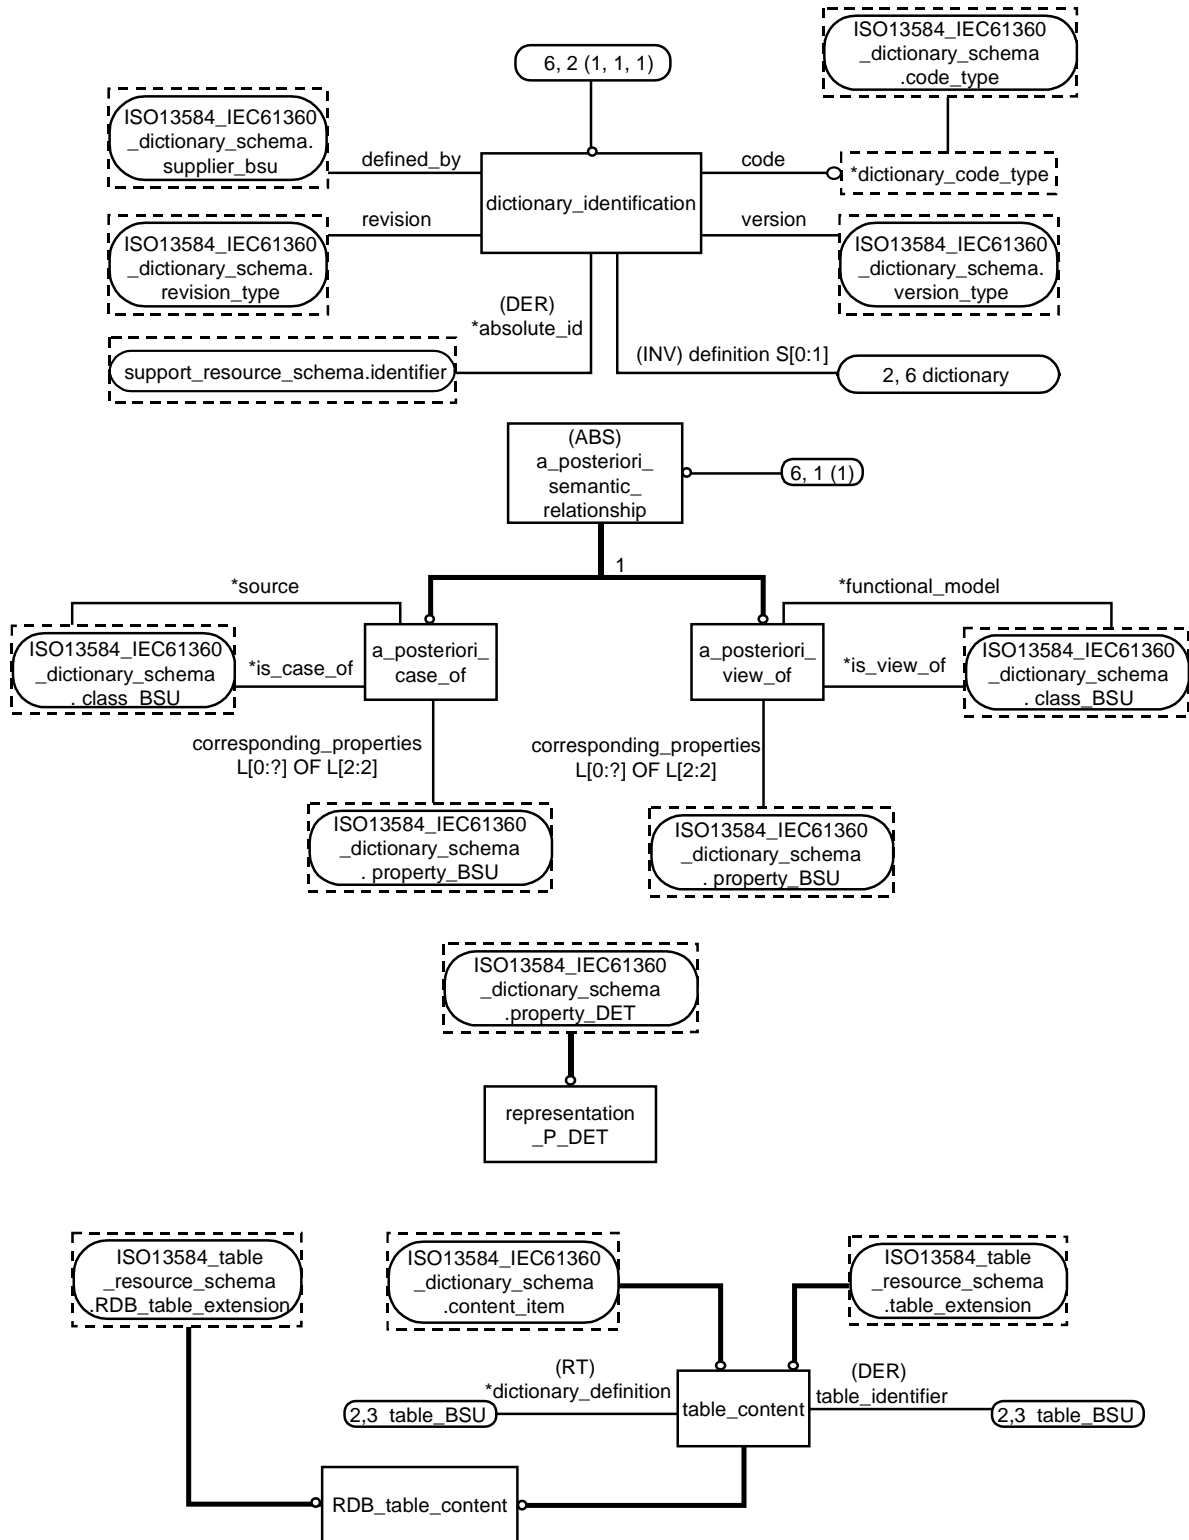 6, 2 (1, 1, 1)
ISO13584_IEC61360
_dictionary_schema
.code_type
ISO13584_IEC61360
_dictionary_schema.
supplier_bsu
defined_by
dictionary_identification
code
*dictionary_code_type
revision
version
ISO13584_IEC61360
_dictionary_schema.
revision_type
ISO13584_IEC61360
_dictionary_schema.
version_type
(DER)
*absolute_id
support_resource_schema.identifier
(INV) definition S[0:1]
2, 6 dictionary
(ABS)
a_posteriori_
semantic_
relationship
6, 1 (1)
1
*source
*functional_model
ISO13584_IEC61360
_dictionary_schema
. class_BSU
*is_case_of
a_posteriori_
case_of
a_posteriori_
view_of
*is_view_of
ISO13584_IEC61360
_dictionary_schema
. class_BSU
corresponding_properties
L[0:?] OF L[2:2]
corresponding_properties
L[0:?] OF L[2:2]
ISO13584_IEC61360
_dictionary_schema
. property_BSU
ISO13584_IEC61360
_dictionary_schema
. property_BSU
ISO13584_IEC61360
_dictionary_schema
.property_DET
representation
_P_DET
ISO13584_table
_resource_schema
.RDB_table_extension
ISO13584_IEC61360
_dictionary_schema
.content_item
ISO13584_table
_resource_schema
.table_extension
(RT)
*dictionary_definition
(DER)
table_identifier
2,3 table_BSU
table_content
2,3 table_BSU
RDB_table_content